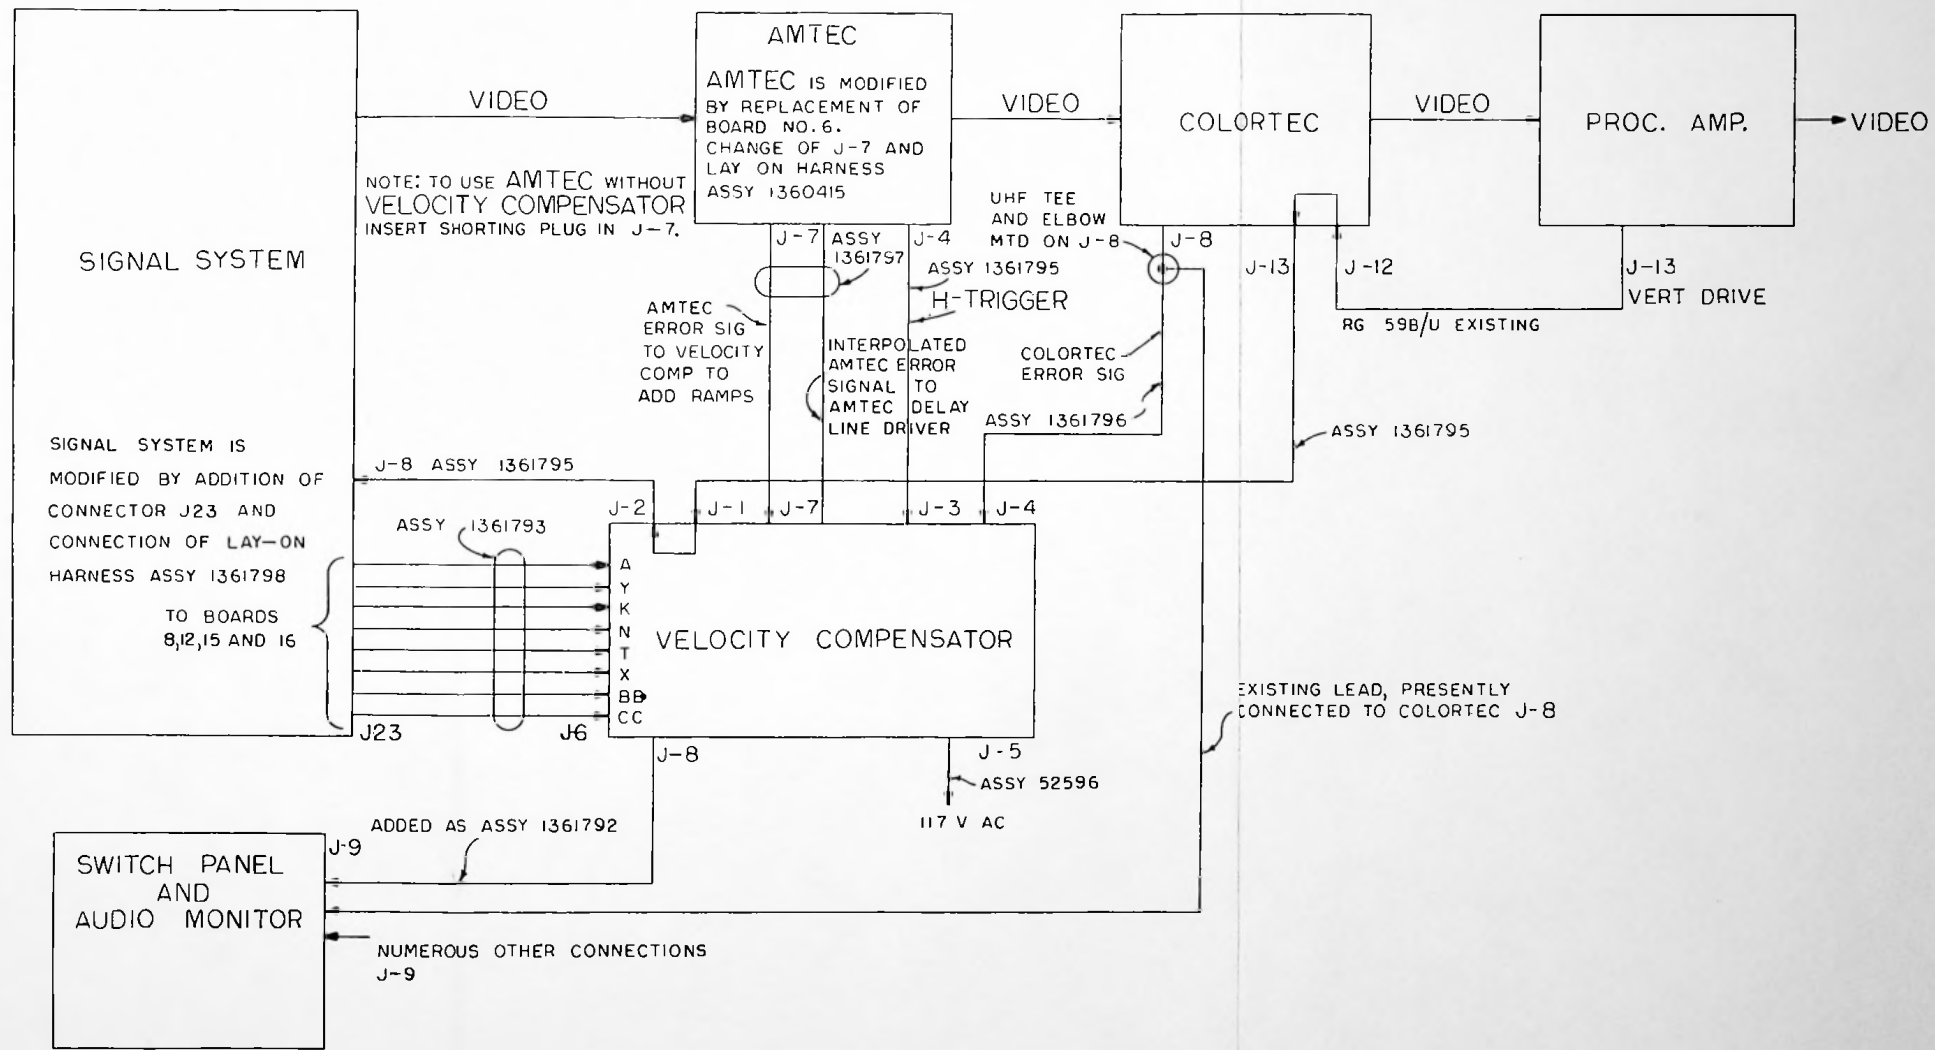 SIGNAL SYSTEM
SIGNAL SYSTEM IS
MODIFIED BY ADDITION OF
CONNECTOR J23 AND
CONNECTION OF LAY-ON
HARNESS ASSY 1361798
TO BOARDS
8,12,15 AND 16
VIDEO
NOTE: TO USE AMTEC WITHOUT
VELOCITY COMPENSATOR
INSERT SHORTING PLUG IN J-7.
AMTEC
AMTEC IS MODIFIED
BY REPLACEMENT OF
BOARD NO. 6.
CHANGE OF J-7 AND
LAY ON HARNESS
ASSY 1360415
VIDEO
COLORTEC
VIDEO
PROC. AMP.
VIDEO
J-7
ASSY
1361797
J-4
ASSY 1361795
H-TRIGGER
UHF TEE
AND ELBOW
MTD ON J-8
J-8
J-13
J-12
J-13
VERT DRIVE
RG 59B/U EXISTING
AMTEC
ERROR SIG
TO VELOCITY
COMP TO
ADD RAMPS
INTERPOLATED
AMTEC ERROR
SIGNAL TO
AMTEC DELAY
LINE DRIVER
COLORTEC
ERROR SIG
ASSY 1361796
ASSY 1361795
J-8 ASSY 1361795
J-2
J-1
J-7
J-3
J-4
ASSY 1361793
A
Y
K
N
T
X
BB
CC
VELOCITY COMPENSATOR
J23
J6
J-8
J-5
ASSY 52596
117 V AC
EXISTING LEAD, PRESENTLY
CONNECTED TO COLORTEC J-8
ADDED AS ASSY 1361792
J-9
SWITCH PANEL
AND
AUDIO MONITOR
NUMEROUS OTHER CONNECTIONS
J-9